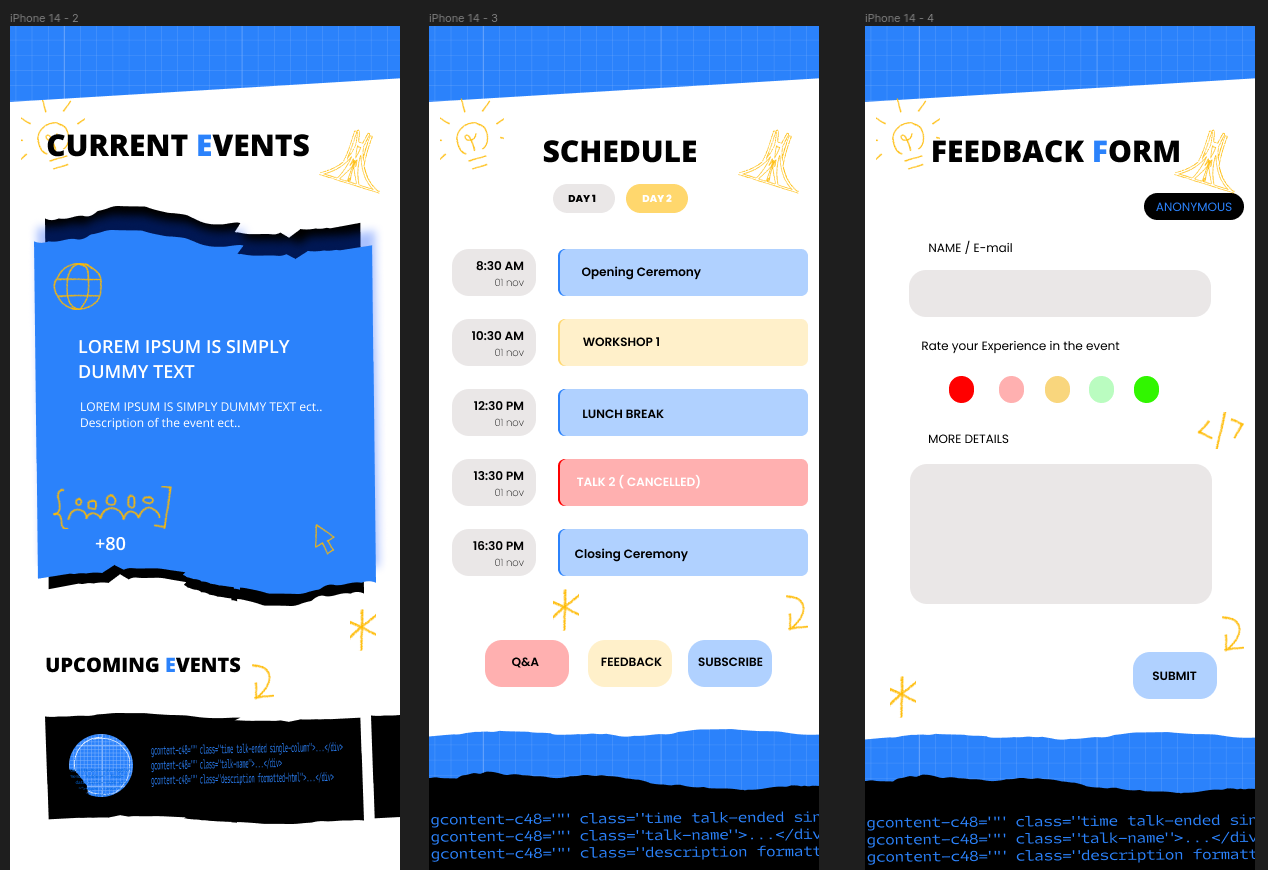 iPhone 14 - 2
CURRENT EVENTS
LOREM IPSUM IS SIMPLY
DUMMY TEXT
LOREM IPSUM IS SIMPLY DUMMY TEXT ect..
Description of the event ect..
+80
UPCOMING EVENTS
gcontent-c48="" class="time talk-ended single-column">...</div>
gcontent-c48="" class="talk-name">...</div>
gcontent-c48="" class="description formatted-html">...</div>
iPhone 14 - 3
SCHEDULE
DAY 1
DAY 2
8:30 AM
01 nov
Opening Ceremony
10:30 AM
01 nov
WORKSHOP 1
12:30 PM
01 nov
LUNCH BREAK
13:30 PM
01 nov
TALK 2 ( CANCELLED)
16:30 PM
01 nov
Closing Ceremony
Q&A
FEEDBACK
SUBSCRIBE
gcontent-c48="" class="time talk-ended sin
gcontent-c48="" class="talk-name">...</div
gcontent-c48="" class="description formatt
iPhone 14 - 4
FEEDBACK FORM
ANONYMOUS
NAME / E-mail
Rate your Experience in the event
</>
MORE DETAILS
SUBMIT
gcontent-c48="" class="time talk-ended sin
gcontent-c48="" class="talk-name">...</div
gcontent-c48="" class="description formatt